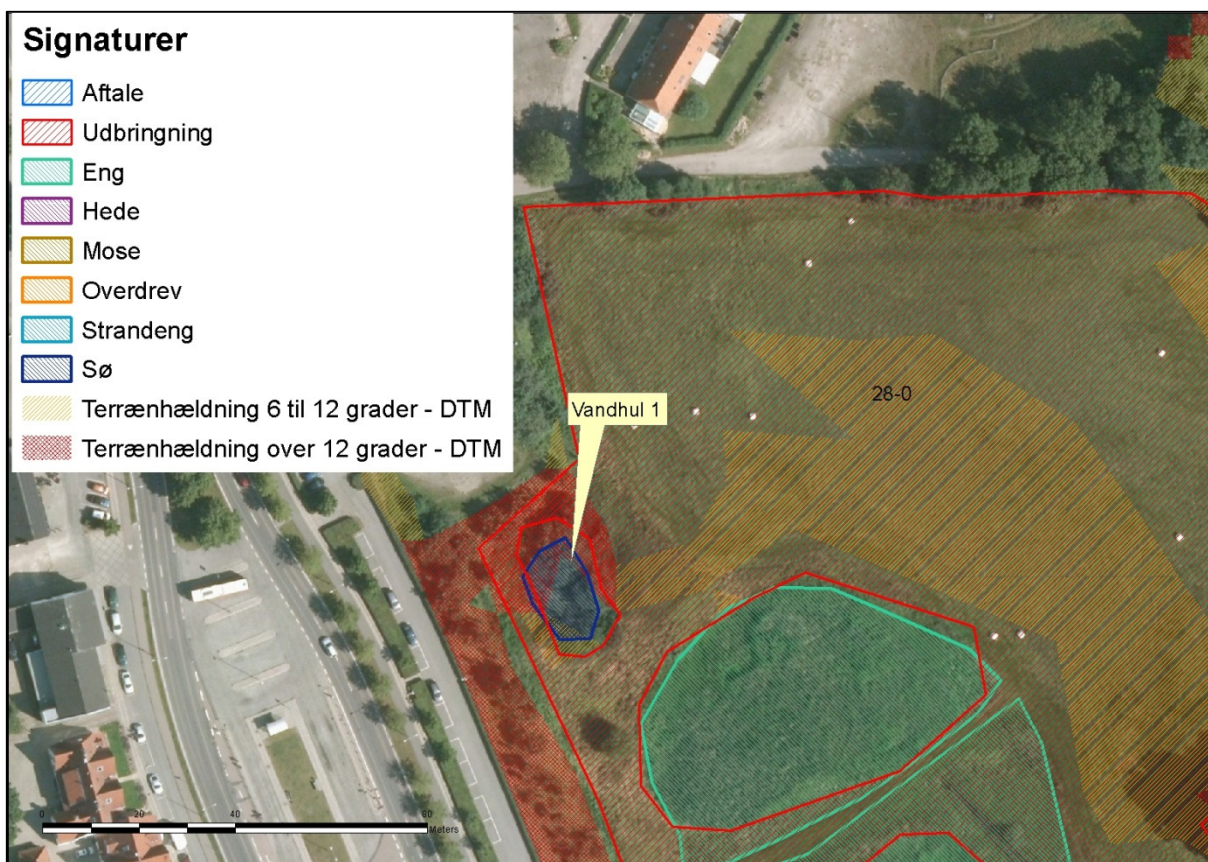 Signaturer
Aftale
Udbringning
Eng
Hede
Mose
Overdrev
Strandeng
Sø
Terrænhældning 6 til 12 grader - DTM
Terrænhældning over 12 grader - DTM
28-0
Vandhul 1
0 20 40 80
Meters